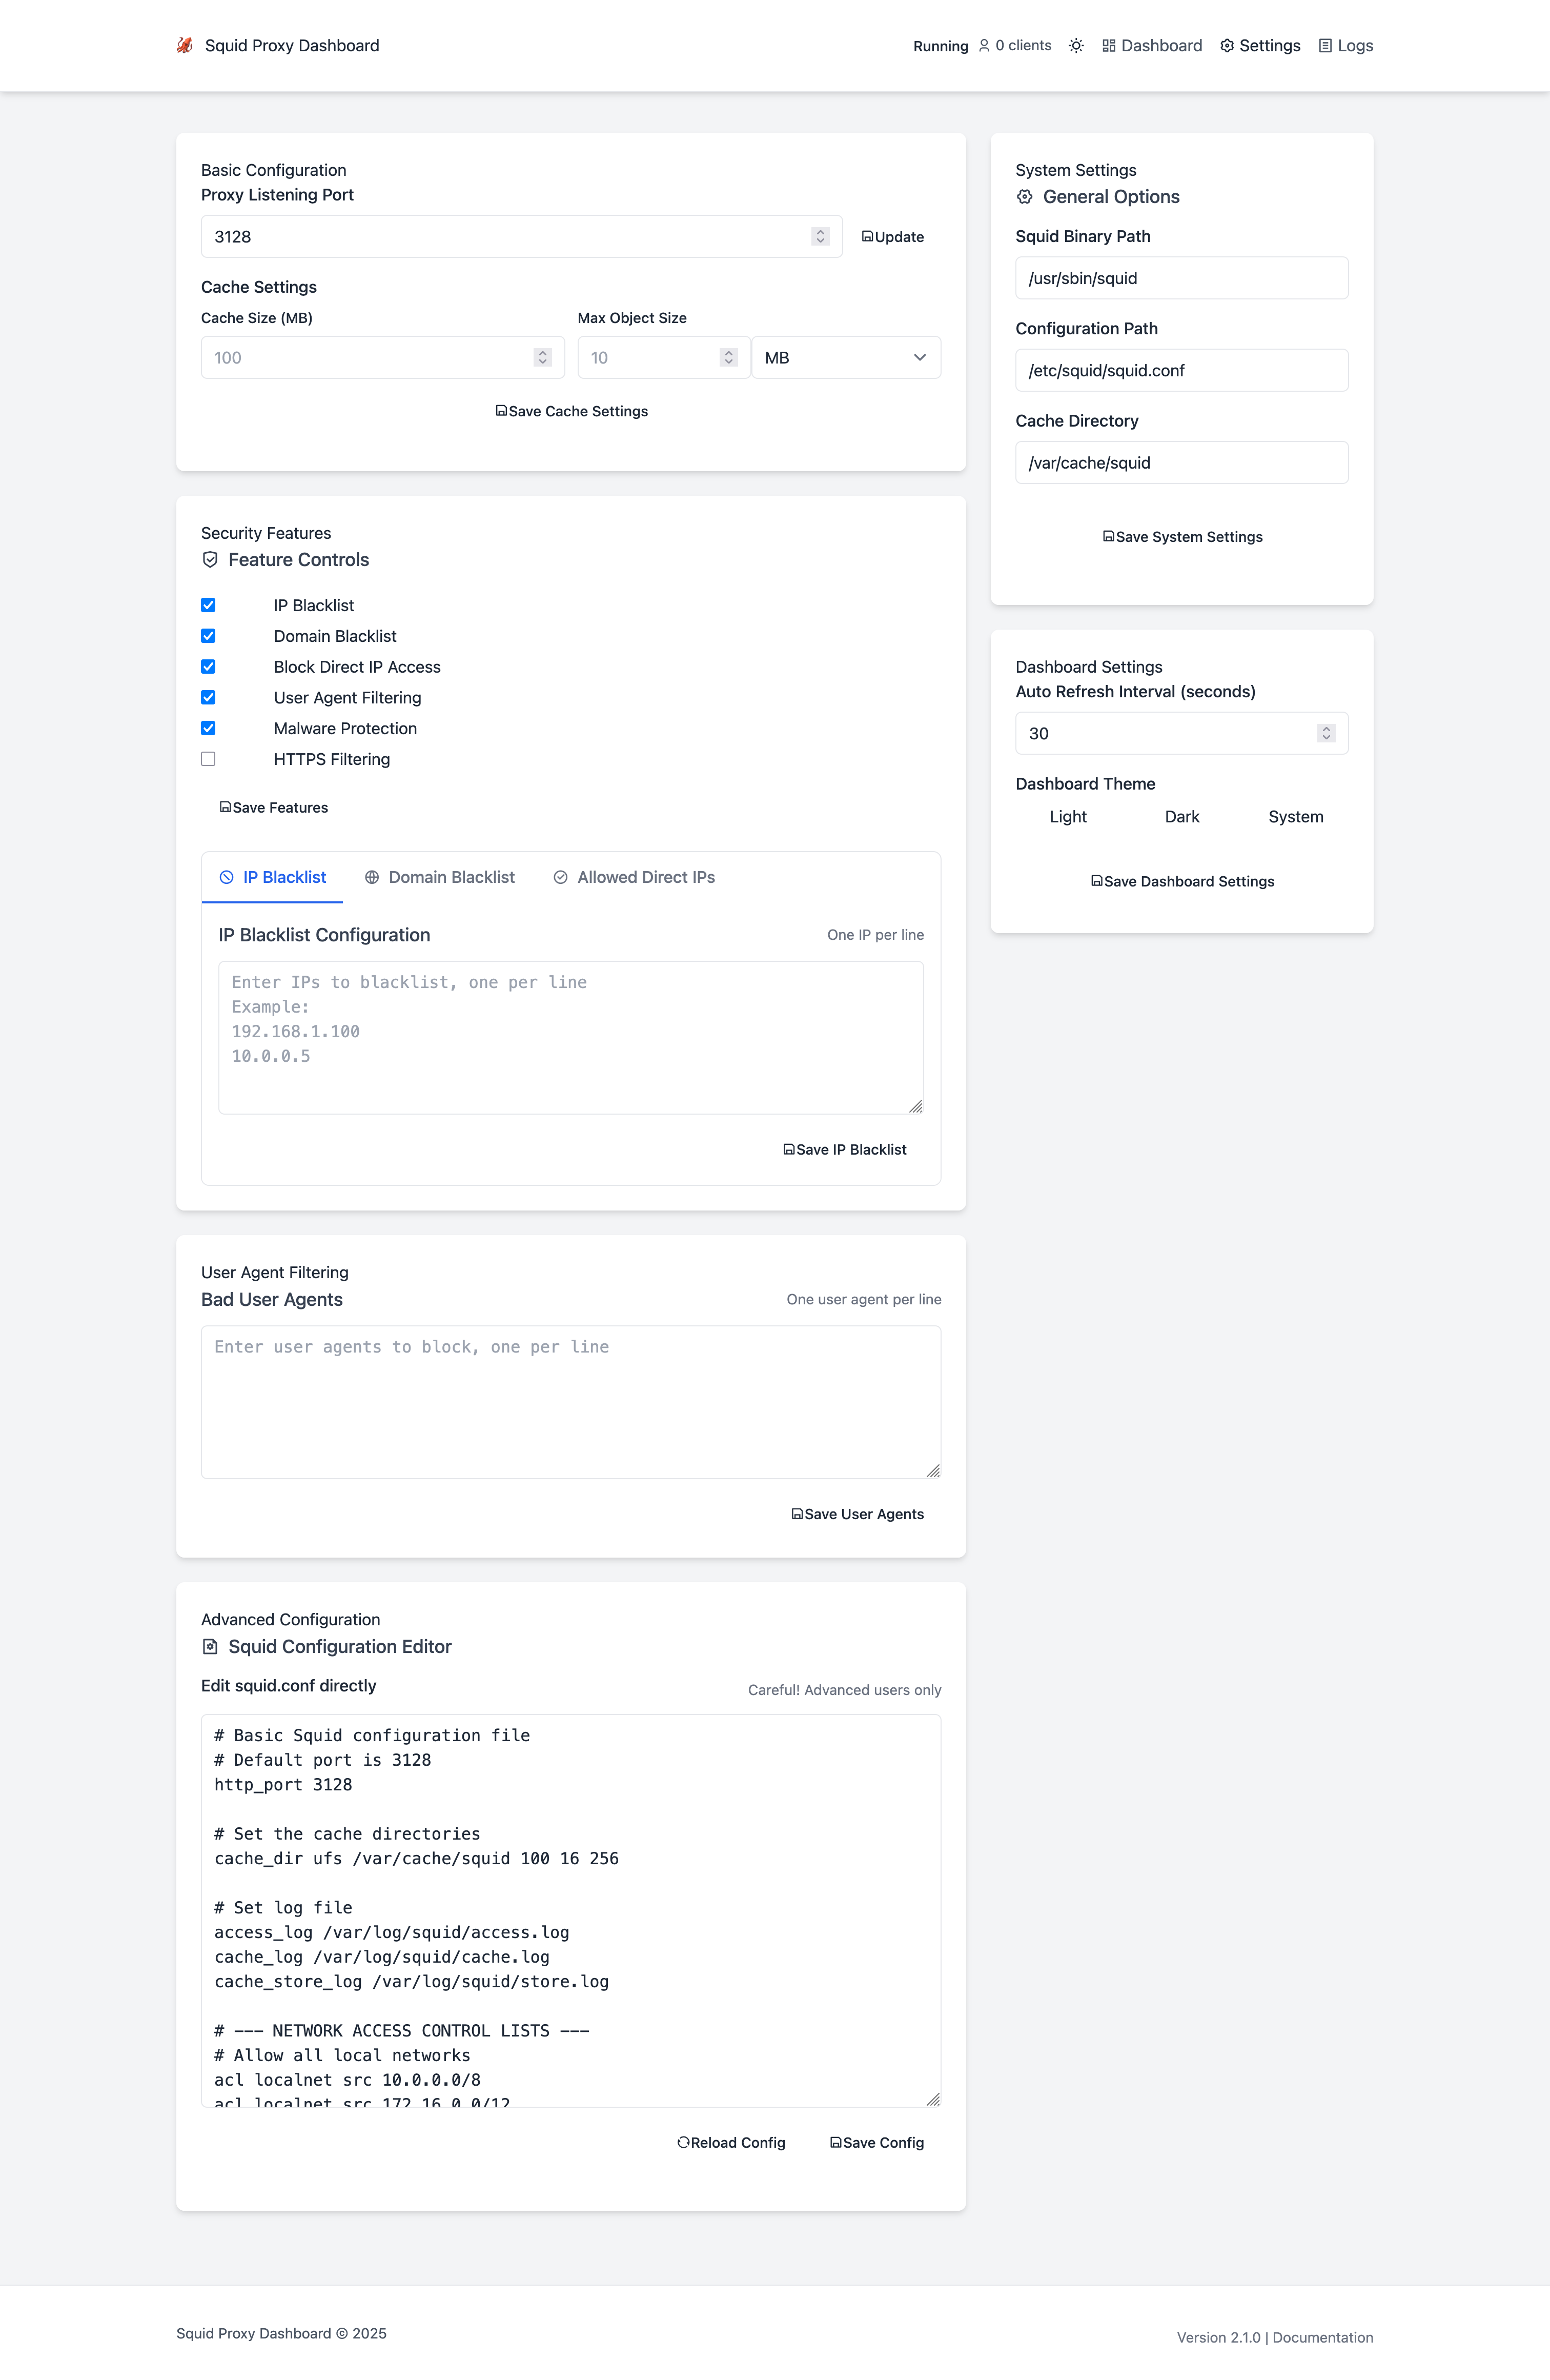 Squid Proxy Dashboard
Running 0 clients Dashboard Settings Logs
Basic Configuration
Proxy Listening Port
3128
Update
Cache Settings
Cache Size (MB)
Max Object Size
100
10
MB
Save Cache Settings
Security Features
Feature Controls
IP Blacklist
Domain Blacklist
Block Direct IP Access
User Agent Filtering
Malware Protection
HTTPS Filtering
Save Features
IP Blacklist
Domain Blacklist
Allowed Direct IPs
IP Blacklist Configuration
One IP per line
Enter IPs to blacklist, one per line
Example:
192.168.1.100
10.0.0.5
Save IP Blacklist
User Agent Filtering
Bad User Agents
One user agent per line
Enter user agents to block, one per line
Save User Agents
Advanced Configuration
Squid Configuration Editor
Edit squid.conf directly
Careful! Advanced users only
# Basic Squid configuration file
# Default port is 3128
http_port 3128
# Set the cache directories
cache_dir ufs /var/cache/squid 100 16 256
# Set log file
access_log /var/log/squid/access.log
cache_log /var/log/squid/cache.log
cache_store_log /var/log/squid/store.log
# --- NETWORK ACCESS CONTROL LISTS ---
# Allow all local networks
acl localnet src 10.0.0.0/8
acl localnet src 172.16.0.0/12
Reload Config
Save Config
System Settings
General Options
Squid Binary Path
/usr/sbin/squid
Configuration Path
/etc/squid/squid.conf
Cache Directory
/var/cache/squid
Save System Settings
Dashboard Settings
Auto Refresh Interval (seconds)
30
Dashboard Theme
Light Dark System
Save Dashboard Settings
Squid Proxy Dashboard © 2025
Version 2.1.0 | Documentation